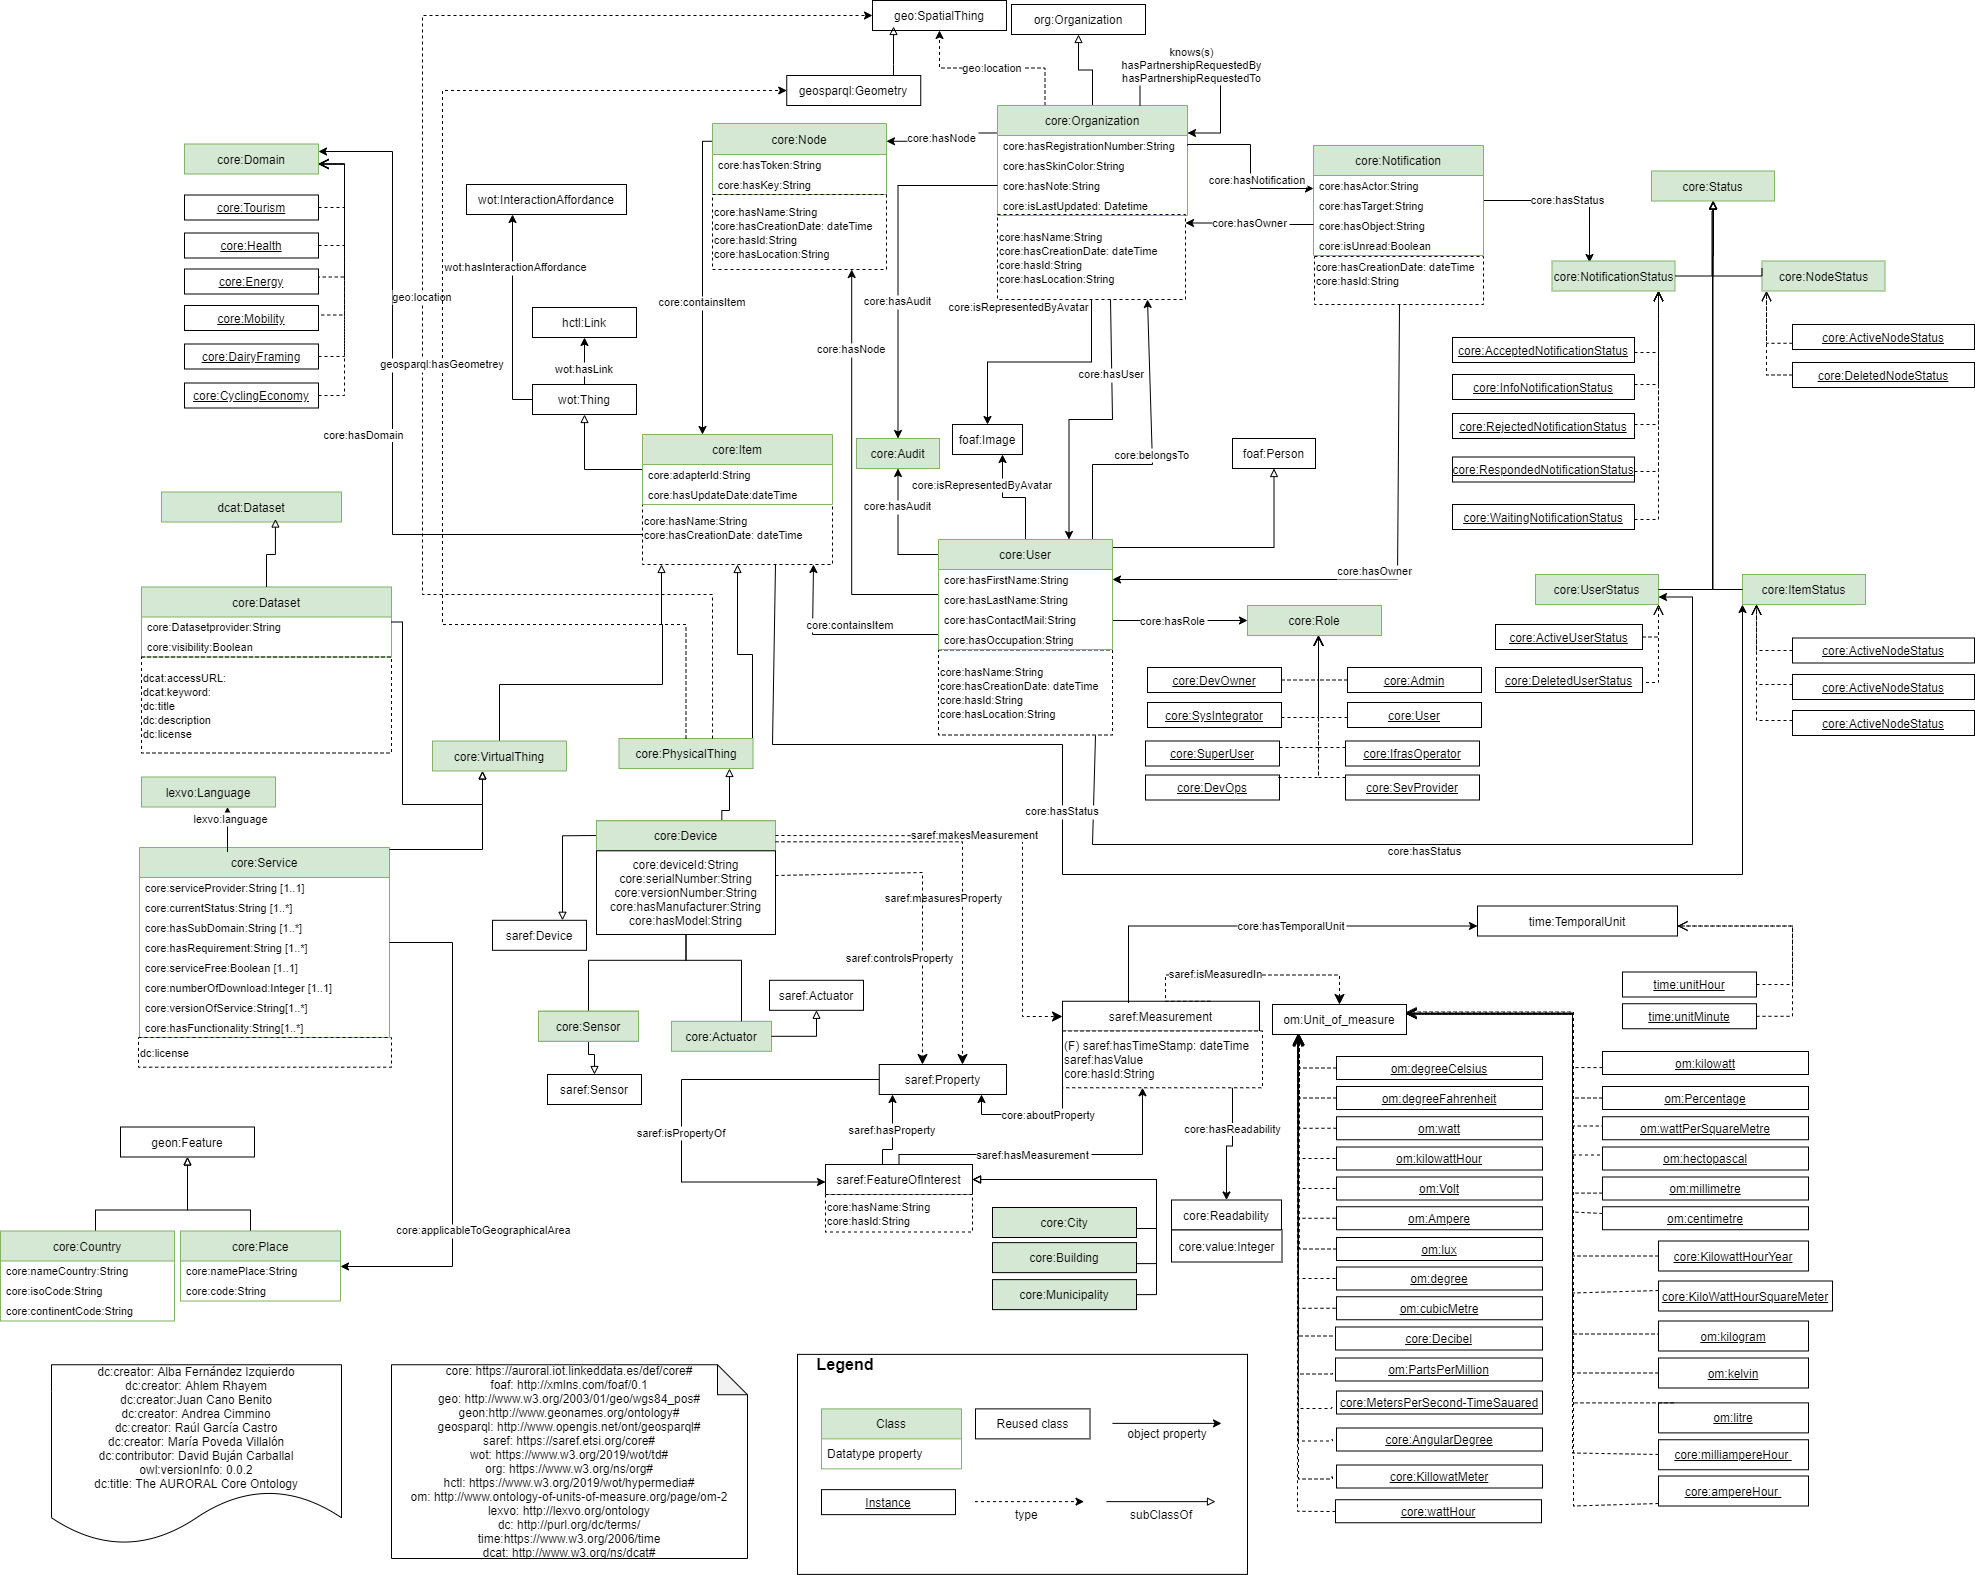 geo:SpatialThing
org:Organization
knows(s)
hasPartnershipRequestedBy
hasPartnershipRequestedTo
geo:location
geosparql:Geometry
core:Node
core:hasToken:String
core:hasKey:String
core:hasName:String
core:hasCreationDate: dateTime
core:hasId:String
core:hasLocation:String
core:hasNode
core:Organization
core:hasRegistrationNumber:String
core:hasSkinColor:String
core:hasNote:String
core:isLastUpdated: Datetime
core:hasName:String
core:hasCreationDate: dateTime
core:hasId:String
core:hasLocation:String
core:hasNotification
core:hasOwner
core:Notification
core:hasActor:String
core:hasTarget:String
core:hasObject:String
core:isUnread:Boolean
core:hasCreationDate: dateTime
core:hasId:String
core:hasStatus
core:Status
core:NotificationStatus
core:NodeStatus
core:AcceptedNotificationStatus
core:InfoNotificationStatus
core:RejectedNotificationStatus
core:RespondedNotificationStatus
core:WaitingNotificationStatus
core:ActiveNodeStatus
core:DeletedNodeStatus
core:Domain
core:Tourism
core:Health
core:Energy
core:Mobility
core:DairyFraming
core:CyclingEconomy
wot:InteractionAffordance
wot:hasInteractionAffordance
geo:location
hctl:Link
wot:hasLink
wot:Thing
geosparql:hasGeometrey
core:hasDomain
core:containsItem
core:hasNode
core:hasAudit
core:isRepresentedByAvatar
core:hasUser
core:belongsTo
foaf:Image
foaf:Person
core:Audit
core:isRepresentedByAvatar
core:hasAudit
core:Item
core:adapterId:String
core:hasUpdateDate:dateTime
core:hasName:String
core:hasCreationDate: dateTime
core:containsItem
core:User
core:hasFirstName:String
core:hasLastName:String
core:hasContactMail:String
core:hasOccupation:String
core:hasName:String
core:hasCreationDate: dateTime
core:hasId:String
core:hasLocation:String
core:hasOwner
core:hasRole
core:Role
core:DevOwner
core:Admin
core:SysIntegrator
core:User
core:SuperUser
core:IfrasOperator
core:DevOps
core:SevProvider
core:UserStatus
core:ItemStatus
core:ActiveUserStatus
core:DeletedUserStatus
core:ActiveNodeStatus
core:ActiveNodeStatus
core:ActiveNodeStatus
core:hasStatus
core:hasStatus
dcat:Dataset
core:Dataset
core:Datasetprovider:String
core:visibility:Boolean
dcat:accessURL:
dcat:keyword:
dc:title
dc:description
dc:license
core:VirtualThing
core:PhysicalThing
lexvo:Language
lexvo:language
core:Service
core:serviceProvider:String [1..1]
core:currentStatus:String [1..*]
core:hasSubDomain:String [1..*]
core:hasRequirement:String [1..*]
core:serviceFree:Boolean [1..1]
core:numberOfDownload:Integer [1..1]
core:versionOfService:String[1..*]
core:hasFunctionality:String[1..*]
dc:license
core:Device
core:deviceId:String
core:serialNumber:String
core:versionNumber:String
core:hasManufacturer:String
core:hasModel:String
saref:Device
core:Sensor
saref:Sensor
core:Actuator
saref:Actuator
saref:makesMeasurement
saref:measuresProperty
saref:controlsProperty
core:hasTemporalUnit
time:TemporalUnit
time:unitHour
time:unitMinute
saref:isMeasuredIn
om:Unit_of_measure
saref:Measurement
(F) saref:hasTimeStamp: dateTime
saref:hasValue
core:hasId:String
saref:Property
core:aboutProperty
saref:isPropertyOf
saref:hasProperty
saref:hasMeasurement
core:hasReadability
saref:FeatureOfInterest
core:hasName:String
core:hasId:String
core:City
core:Building
core:Municipality
core:Readability
core:value:Integer
om:degreeCelsius
om:degreeFahrenheit
om:watt
om:kilowattHour
om:Volt
om:Ampere
om:lux
om:degree
om:cubicMetre
core:Decibel
om:PartsPerMillion
core:MetersPerSecond-TimeSauared
core:AngularDegree
core:KillowatMeter
core:wattHour
om:kilowatt
om:Percentage
om:wattPerSquareMetre
om:hectopascal
om:millimetre
om:centimetre
core:KilowattHourYear
core:KiloWattHourSquareMeter
om:kilogram
om:kelvin
om:litre
core:milliampereHour
core:ampereHour
geon:Feature
core:applicableToGeographicalArea
core:Country
core:nameCountry:String
core:isoCode:String
core:continentCode:String
core:Place
core:namePlace:String
core:code:String
dc:creator: Alba Fernández Izquierdo
dc:creator: Ahlem Rhayem
dc:creator:Juan Cano Benito
dc:creator: Andrea Cimmino
dc:creator: Raúl García Castro
dc:creator: María Poveda Villalón
dc:contributor: David Buján Carballal
owl:versionInfo: 0.0.2
dc:title: The AURORAL Core Ontology
core: https://auroral.iot.linkeddata.es/def/core#
foaf: http://xmlns.com/foaf/0.1
geo: http://www.w3.org/2003/01/geo/wgs84_pos#
geon:http://www.geonames.org/ontology#
geosparql: http://www.opengis.net/ont/geosparql#
saref: https://saref.etsi.org/core#
wot: https://www.w3.org/2019/wot/td#
org: https://www.w3.org/ns/org#
hctl: https://www.w3.org/2019/wot/hypermedia#
om: http://www.ontology-of-units-of-measure.org/page/om-2
lexvo: http://lexvo.org/ontology
dc: http://purl.org/dc/terms/
time:https://www.w3.org/2006/time
dcat: http://www.w3.org/ns/dcat#
Legend
Class
Datatype property
Reused class
object property
Instance
type
subClassOf